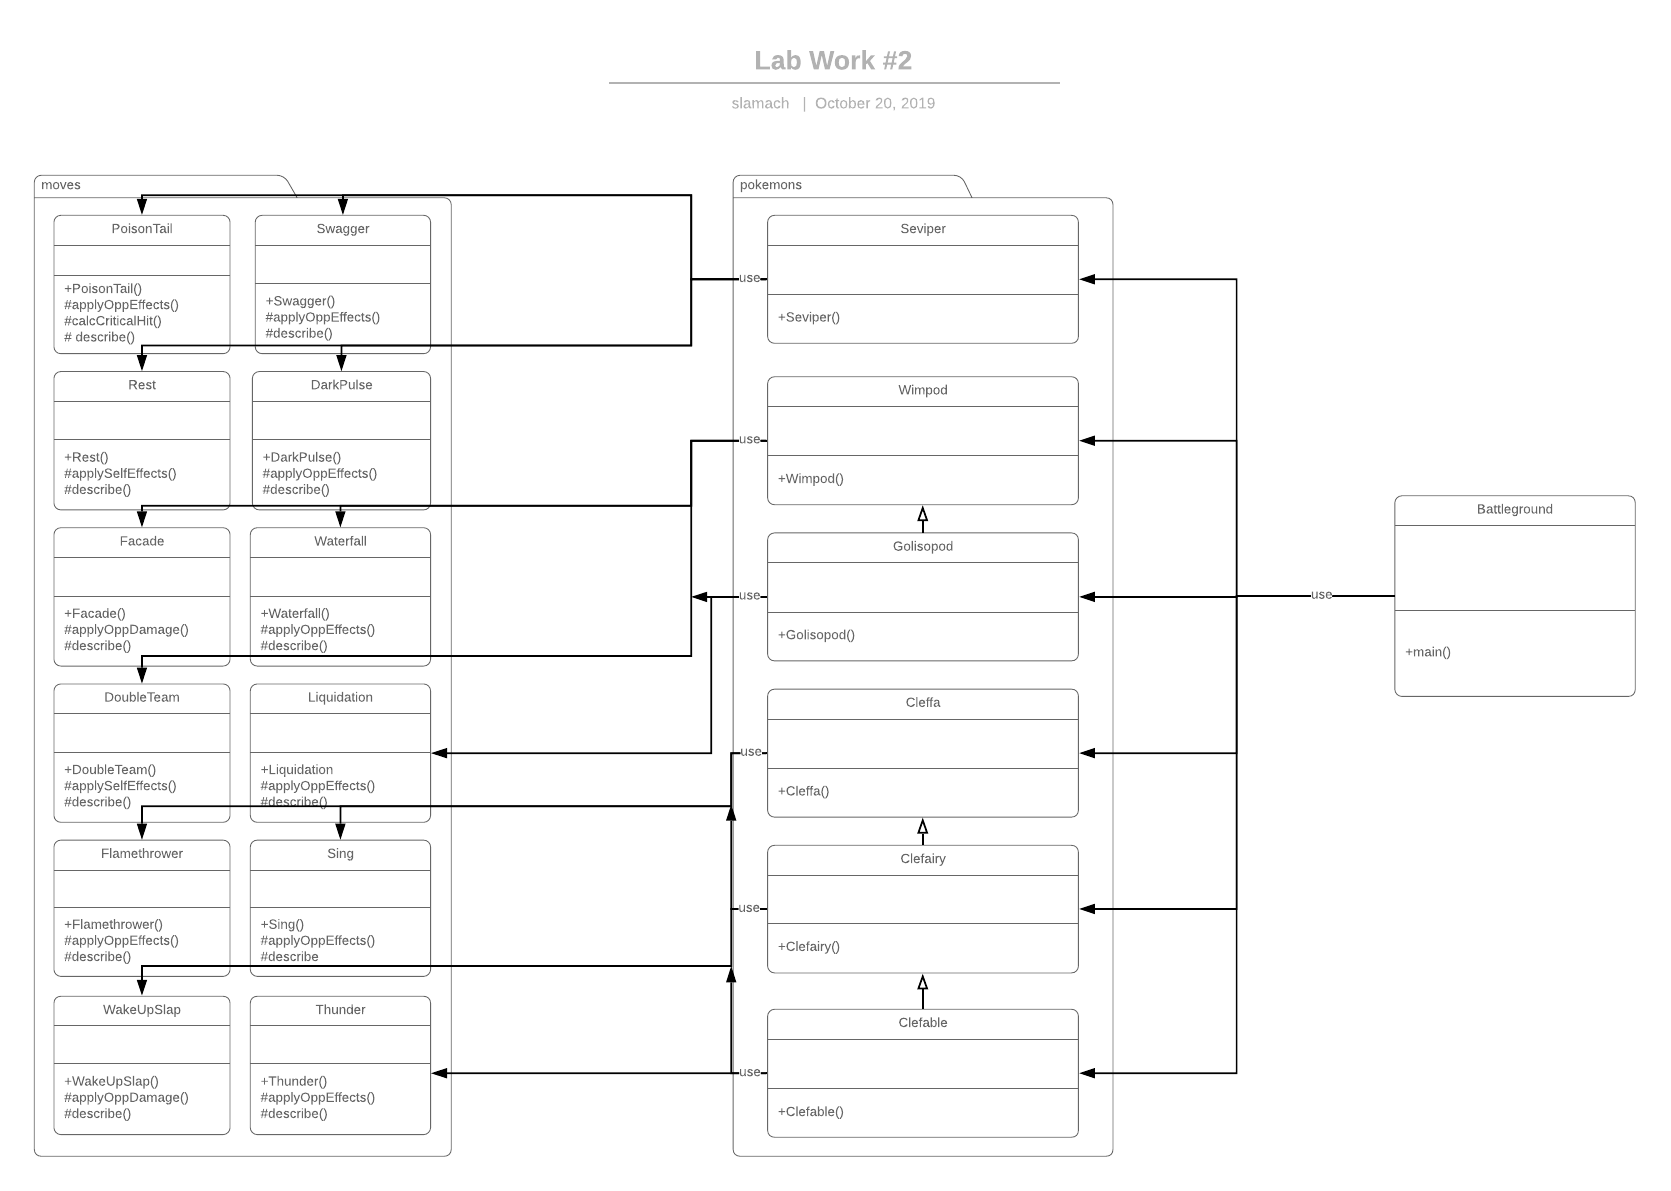 Lab Work #2
slamach | October 20, 2019
moves
PoisonTail
+PoisonTail()
#applyOppEffects()
#calcCriticalHit()
# describe()
Swagger
+Swagger()
#applyOppEffects()
#describe()
Rest
+Rest()
#applySelfEffects()
#describe()
DarkPulse
+DarkPulse()
#applyOppEffects()
#describe()
Facade
+Facade()
#applyOppDamage()
#describe()
Waterfall
+Waterfall()
#applyOppEffects()
#describe()
DoubleTeam
+DoubleTeam()
#applySelfEffects()
#describe()
Liquidation
+Liquidation
#applyOppEffects()
#describe()
Flamethrower
+Flamethrower()
#applyOppEffects()
#describe()
Sing
+Sing()
#applyOppEffects()
#describe
WakeUpSlap
+WakeUpSlap()
#applyOppDamage()
#describe()
Thunder
+Thunder()
#applyOppEffects()
#describe()
pokemons
Seviper
use
+Seviper()
Wimpod
use
+Wimpod()
Golisopod
use
+Golisopod()
Cleffa
use
+Cleffa()
Clefairy
use
+Clefairy()
Clefable
use
+Clefable()
use
Battleground
+main()